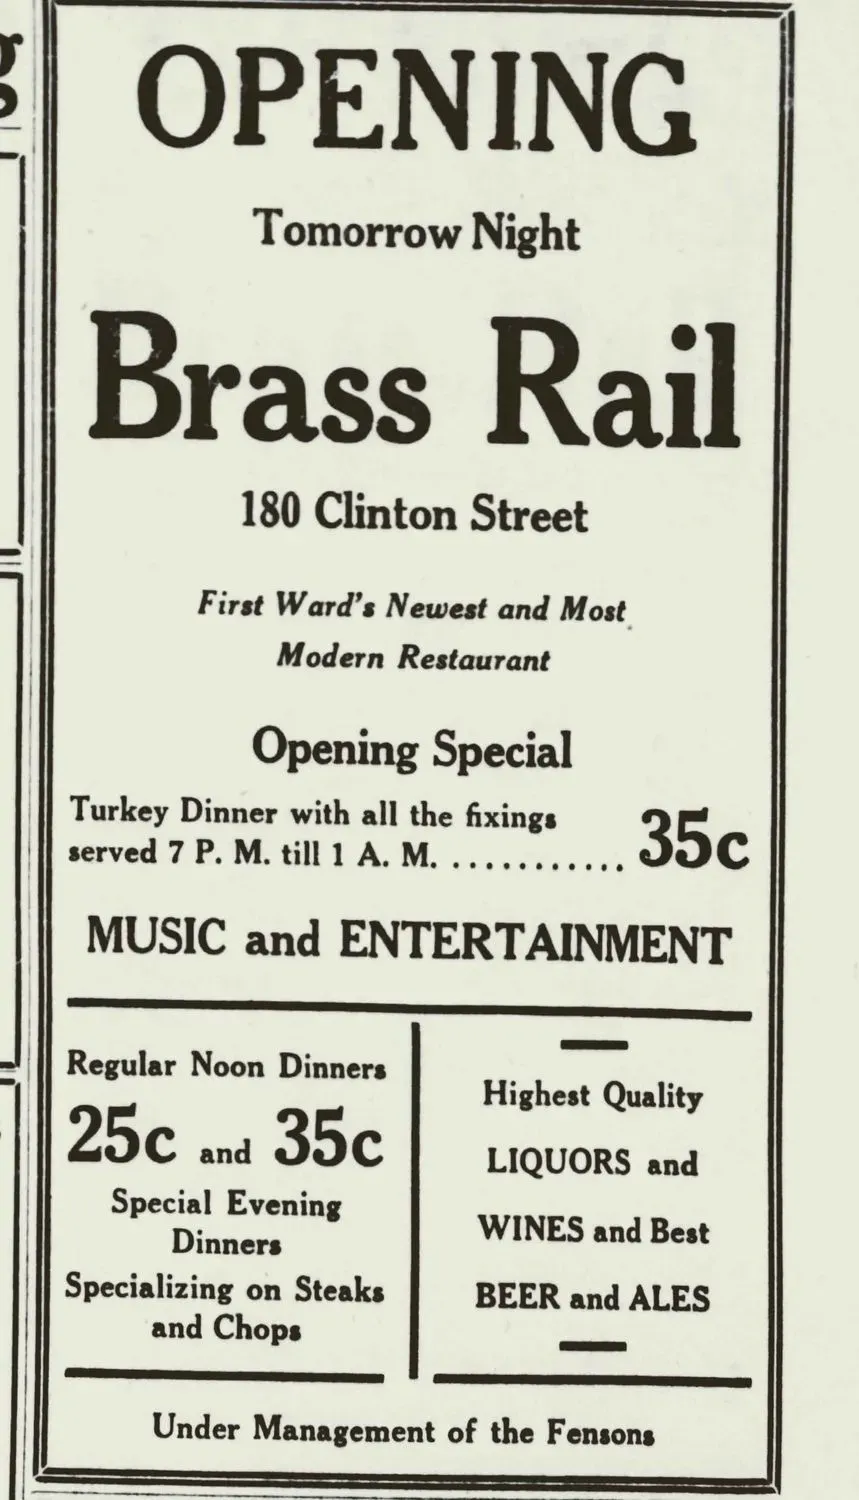 OPENING
Tomorrow Night
Brass Rail
180 Clinton Street
First Ward's Newest and Most
Modern Restaurant
Opening Special
Turkey Dinner with all the fixings
served 7 P. M. till 1 A. M. ............ 35c
MUSIC and ENTERTAINMENT
Regular Noon Dinners
25c and 35c
Special Evening
Dinners
Specializing on Steaks
and Chops
Highest Quality
LIQUORS and
WINES and Best
BEER and ALES
Under Management of the Fensons